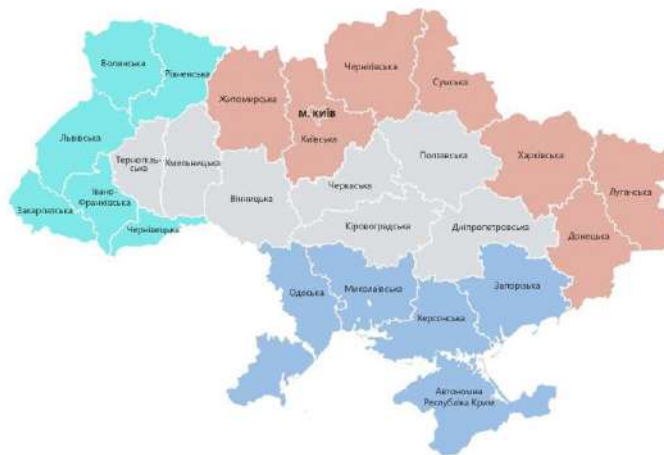 Волинська
Рівненська
Житомирська
Чернігівська
Сумська
М. КИЇВ
Київська
Львівська
Тернопіль-
ська
Хмельницька
Полтавська
Харківська
Луганська
Черкаська
Вінницька
Івано-
Франківська
Закарпатська
Чернівецька
Кіровоградська
Дніпропетровська
Донецька
Одеська
Миколаївська
Запорізька
Херсонська
Автономна
Республіка Крим